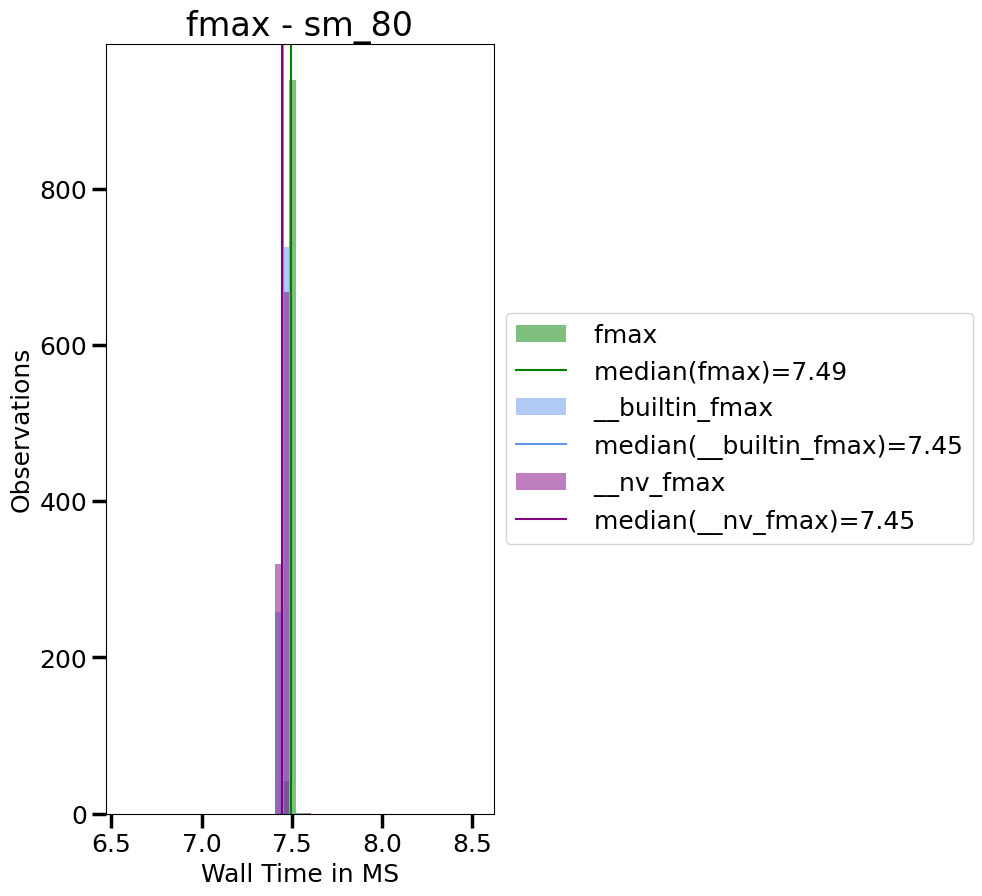 fmax - sm_80
Observations
800
600
400
200
0
6.5 7.0 7.5 8.0 8.5
Wall Time in MS
fmax
median(fmax)=7.49
__builtin_fmax
median(__builtin_fmax)=7.45
__nv_fmax
median(__nv_fmax)=7.45